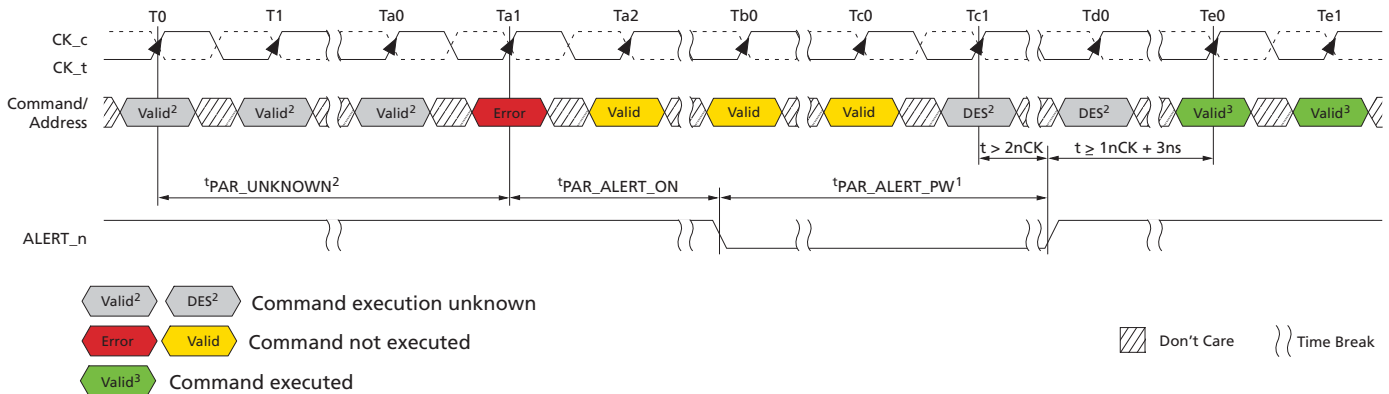 T0 T1 Ta0 Ta1 Ta2 Tb0 Tc0 Tc1 Td0 Te0 Te1
CK_c
CK_t
Command/
Address
Valid² Valid² Valid² Error Valid Valid Valid DES² DES² Valid³ Valid³
t > 2nCK t ≥ 1nCK + 3ns
ᵗPAR_UNKNOWN² ᵗPAR_ALERT_ON ᵗPAR_ALERT_PW¹
ALERT_n
Valid² DES² Command execution unknown
Error Valid Command not executed
Don't Care Time Break
Valid³ Command executed